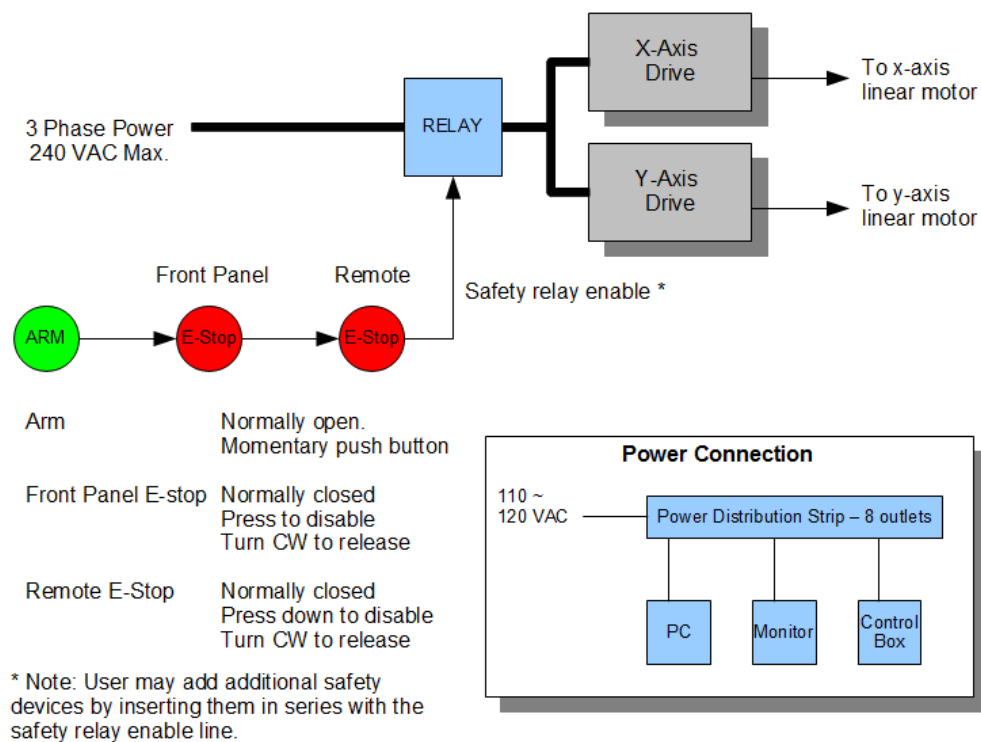 X-Axis
Drive
To x-axis
linear motor
3 Phase Power
240 VAC Max.
RELAY
Y-Axis
Drive
To y-axis
linear motor
Front Panel
Remote
Safety relay enable *
ARM
E-Stop
E-Stop
Arm
Normally open.
Momentary push button
Front Panel E-stop
Normally closed
Press to disable
Turn CW to release
Remote E-Stop
Normally closed
Press down to disable
Turn CW to release
* Note: User may add additional safety
devices by inserting them in series with the
safety relay enable line.
Power Connection
110 ~
120 VAC
Power Distribution Strip – 8 outlets
PC
Monitor
Control
Box